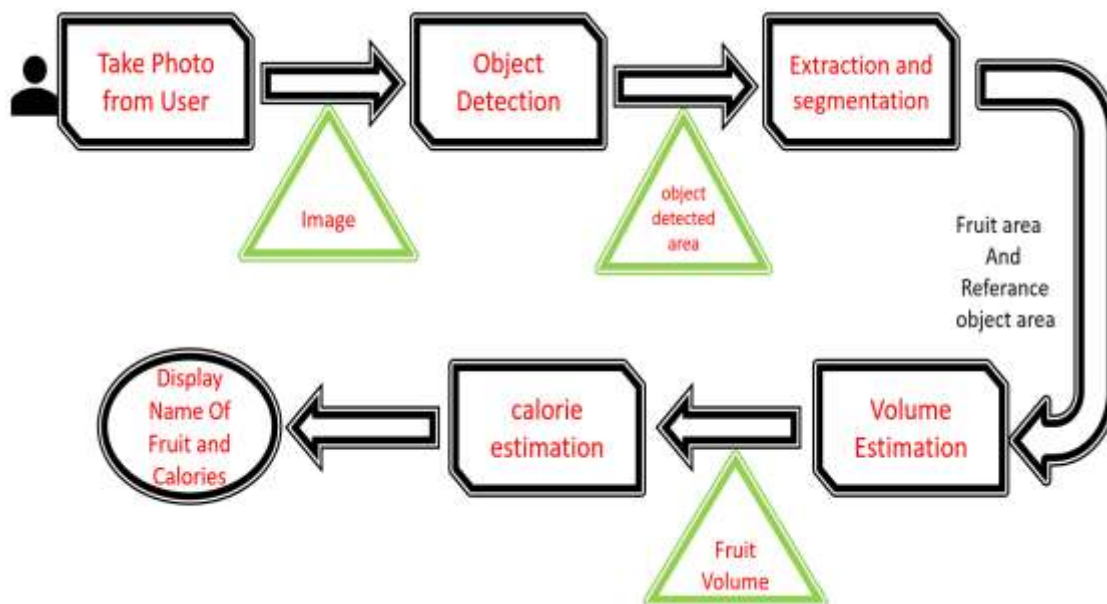 Take Photo
from User
Image
Object
Detection
object
detected
area
Extraction and
segmentation
Fruit area
And
Referance
object area
Volume
Estimation
Fruit
Volume
calorie
estimation
Display
Name Of
Fruit and
Calories